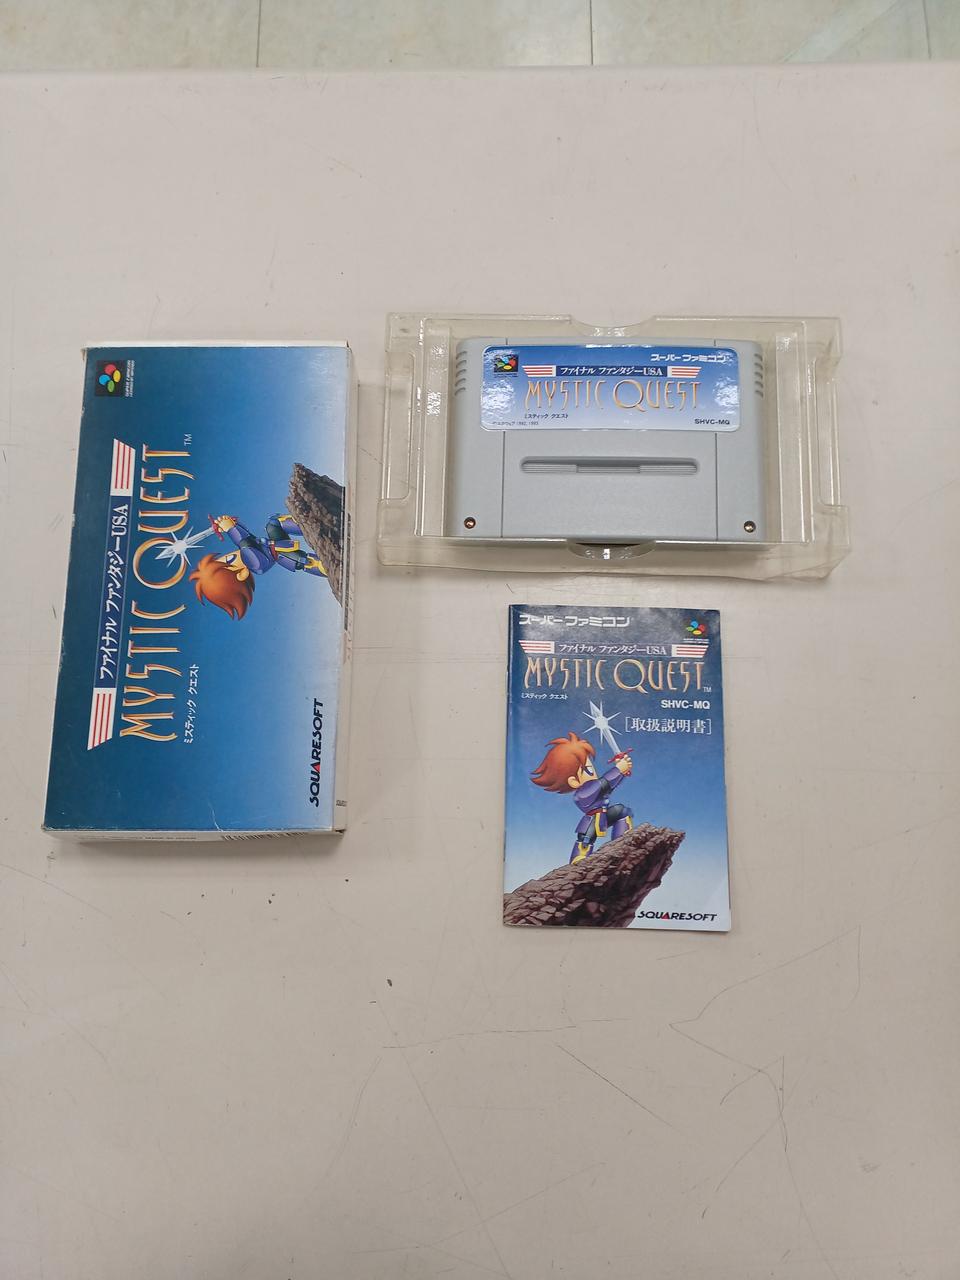 ファイナル ファンタジーUSA
MYSTIC QUEST™
ミスティック クエスト
SQUARESOFT
スーパーファミコン
ファイナル ファンタジーUSA
MYSTIC QUEST
ミスティック クエスト
SHVC-MQ
スーパーファミコン
ファイナル ファンタジーUSA
MYSTIC QUEST™
ミスティック クエスト
SHVC-MQ
[取扱説明書]
SQUARESOFT